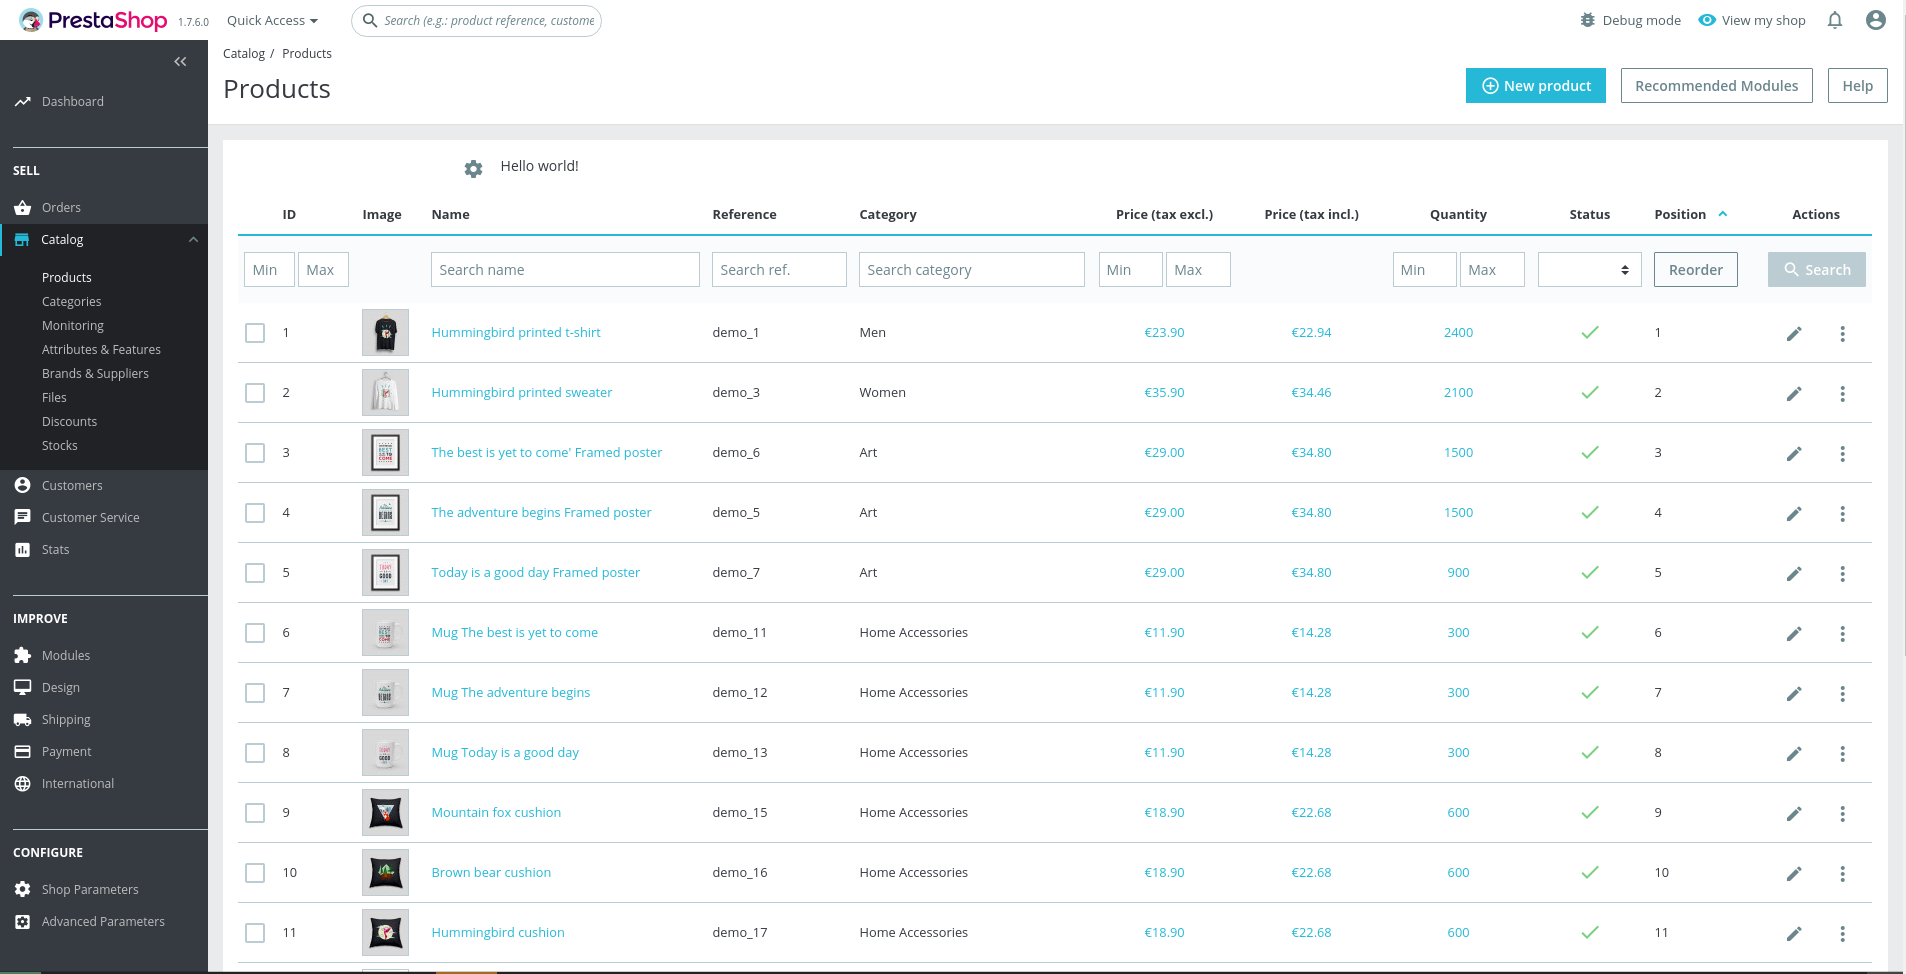 PrestaShop 1.7.6.0 Quick Access Search (e.g.: product reference, custome Debug mode View my shop
Catalog / Products
Products New product Recommended Modules Help
Dashboard
SELL
Orders
Catalog
Products
Categories
Monitoring
Attributes & Features
Brands & Suppliers
Files
Discounts
Stocks
Customers
Customer Service
Stats
IMPROVE
Modules
Design
Shipping
Payment
International
CONFIGURE
Shop Parameters
Advanced Parameters
Hello world!
ID Image Name Reference Category Price (tax excl.) Price (tax incl.) Quantity Status Position Actions
Min Max Search name Search ref. Search category Min Max Min Max Reorder Search
1 Hummingbird printed t-shirt demo_1 Men €23.90 €22.94 2400 1
2 Hummingbird printed sweater demo_3 Women €35.90 €34.46 2100 2
3 The best is yet to come' Framed poster demo_6 Art €29.00 €34.80 1500 3
4 The adventure begins Framed poster demo_5 Art €29.00 €34.80 1500 4
5 Today is a good day Framed poster demo_7 Art €29.00 €34.80 900 5
6 Mug The best is yet to come demo_11 Home Accessories €11.90 €14.28 300 6
7 Mug The adventure begins demo_12 Home Accessories €11.90 €14.28 300 7
8 Mug Today is a good day demo_13 Home Accessories €11.90 €14.28 300 8
9 Mountain fox cushion demo_15 Home Accessories €18.90 €22.68 600 9
10 Brown bear cushion demo_16 Home Accessories €18.90 €22.68 600 10
11 Hummingbird cushion demo_17 Home Accessories €18.90 €22.68 600 11